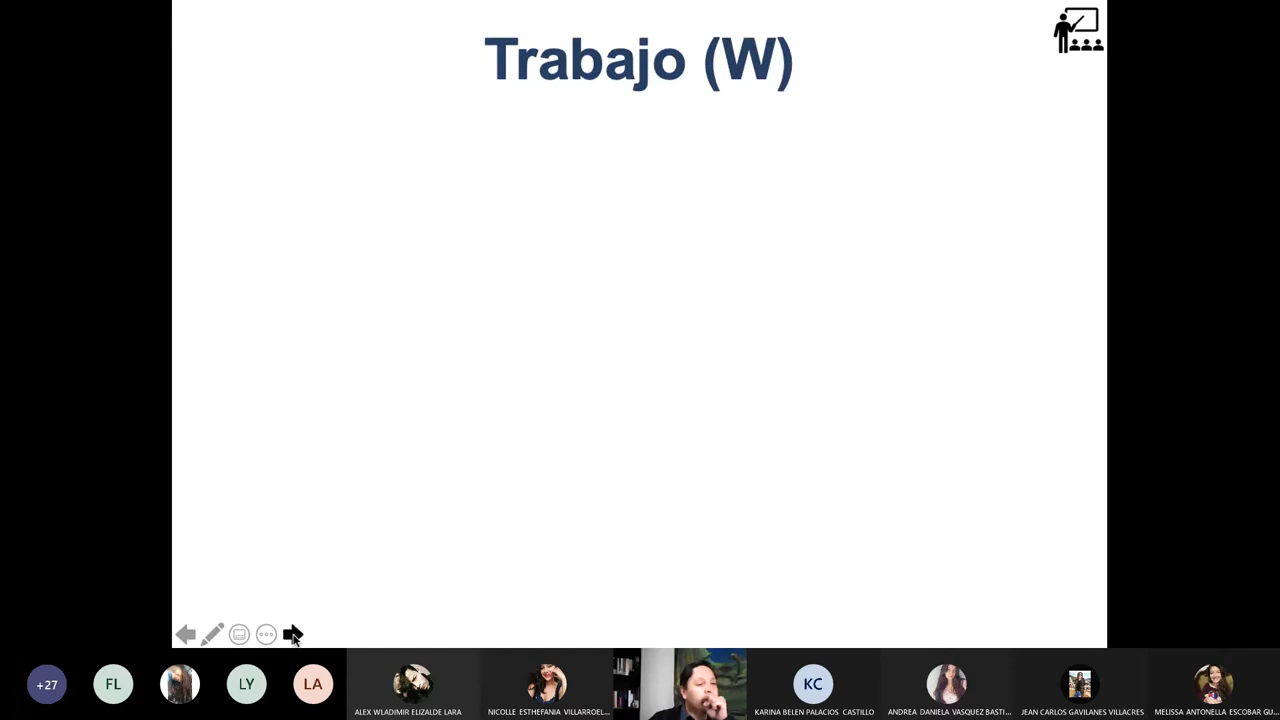 Trabajo (W)
+27
FL
LY
LA
ALEX WLADIMIR ELIZALDE LARA
NICOLLE ESTHEFANIA VILLARROEL...
KC
KARINA BELEN PALACIOS CASTILLO
ANDREA DANIELA VASQUEZ BASTI...
JEAN CARLOS GAVILANES VILLACRES
MELISSA ANTONELLA ESCOBAR GU...